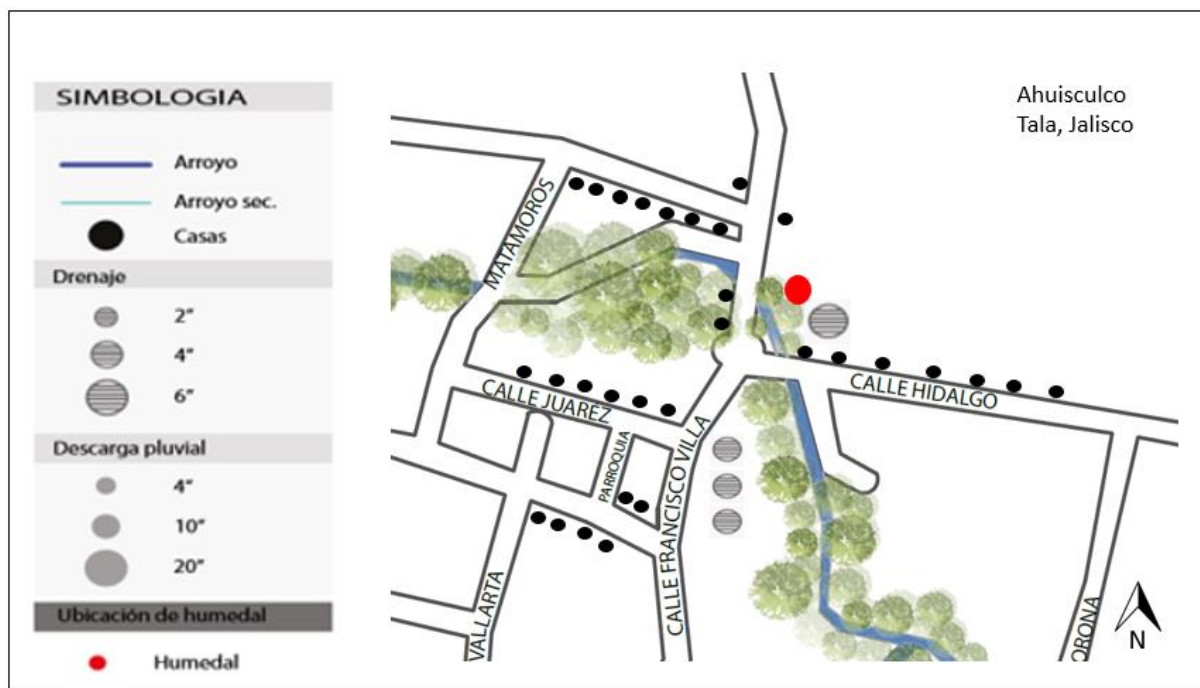 SIMBOLOGIA
Arroyo
Arroyo sec.
Casas
Drenaje
2"
4"
6"
Descarga pluvial
4"
10"
20"
Ubicación de humedal
Humedal
Ahuisculco
Tala, Jalisco
MATAMOROS
CALLE JUAREZ
PARROQUIA
CALLE FRANCISCO VILLA
CALLE HIDALGO
VALLARTA
ORONA
N